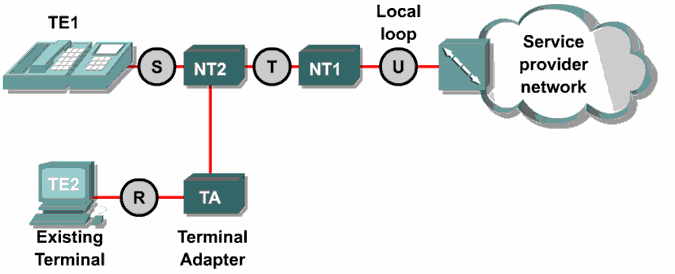 TE1
Local
loop
S
NT2
T
NT1
U
Service
provider
network
TE2
R
TA
Existing
Terminal
Terminal
Adapter